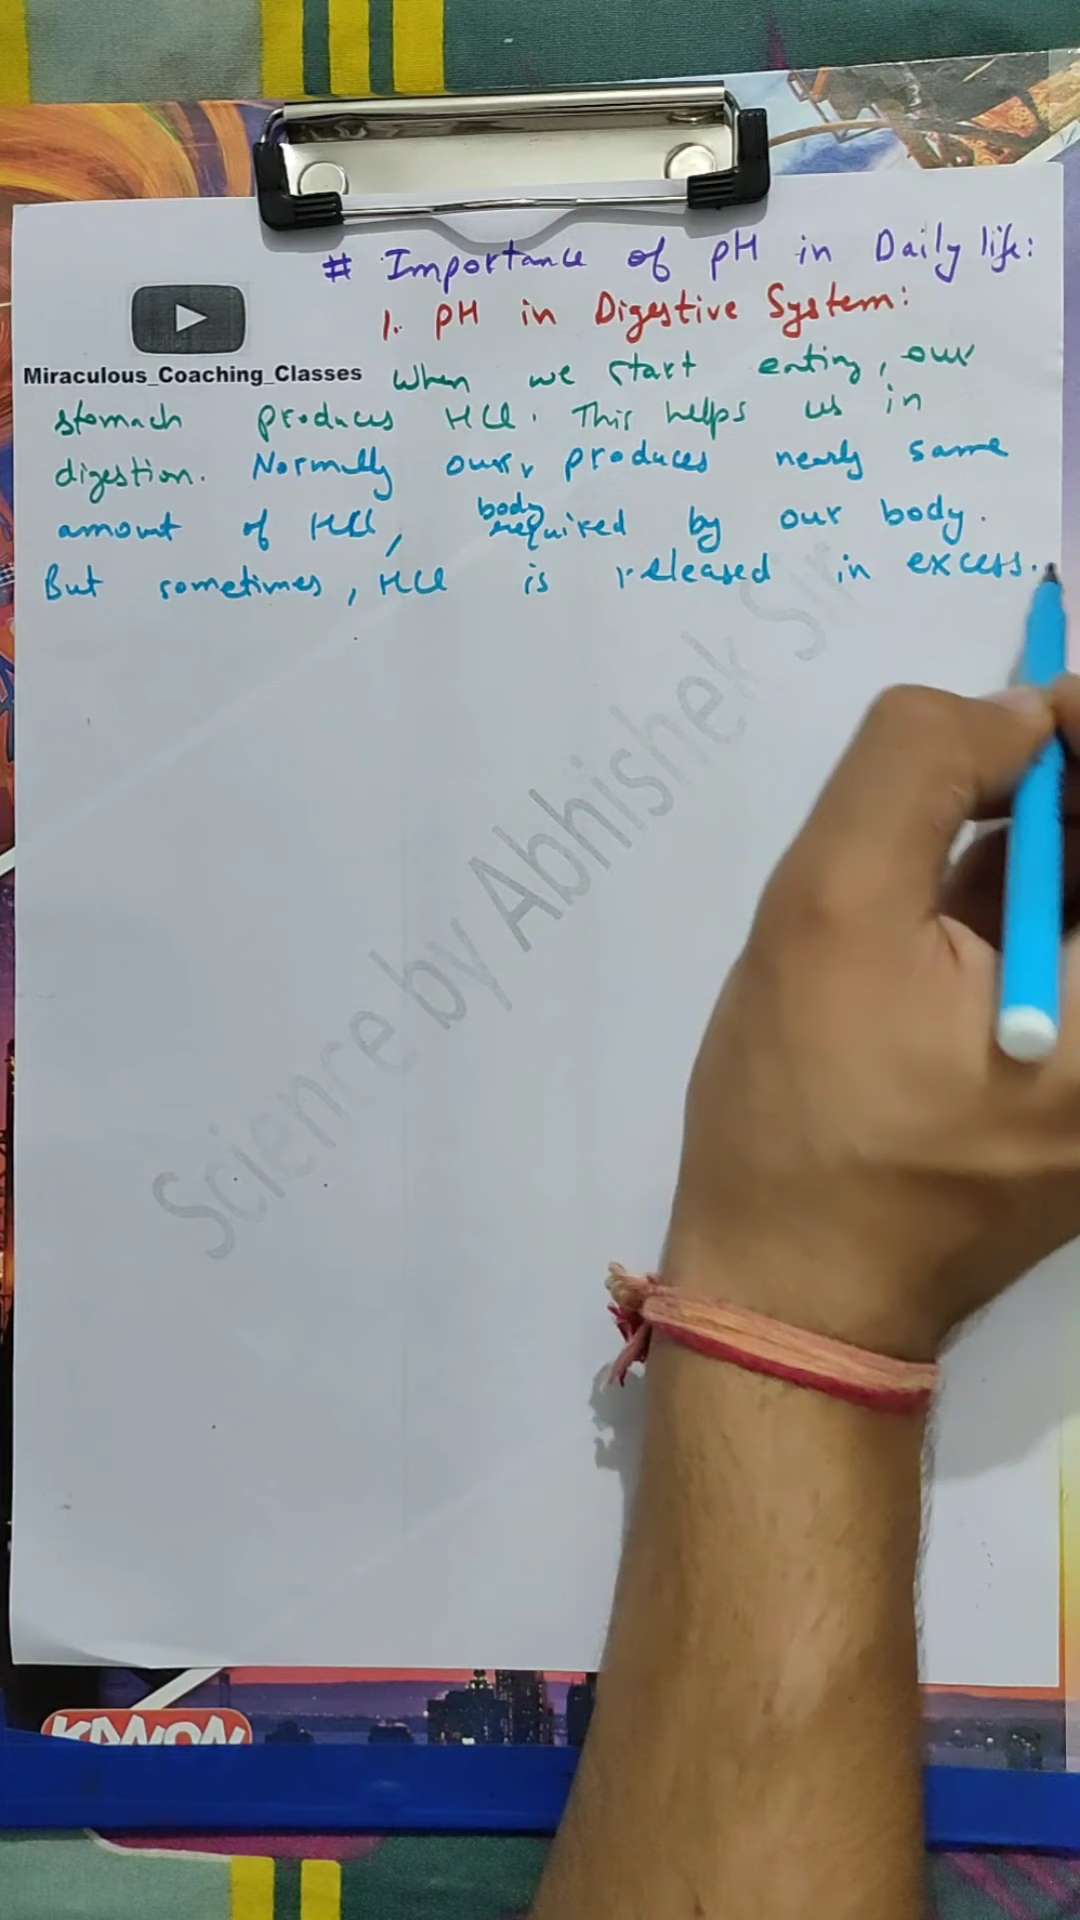 # Importance of pH in Daily life:
1. pH in Digestive System:
Miraculous_Coaching_Classes
When we start eating, our
stomach produces HCl. This helps us in
digestion. Normally our body produces nearly same
amount of HCl, required by our body.
But sometimes, HCl is released in excess.
Science by Abhishek Sir
KAWON